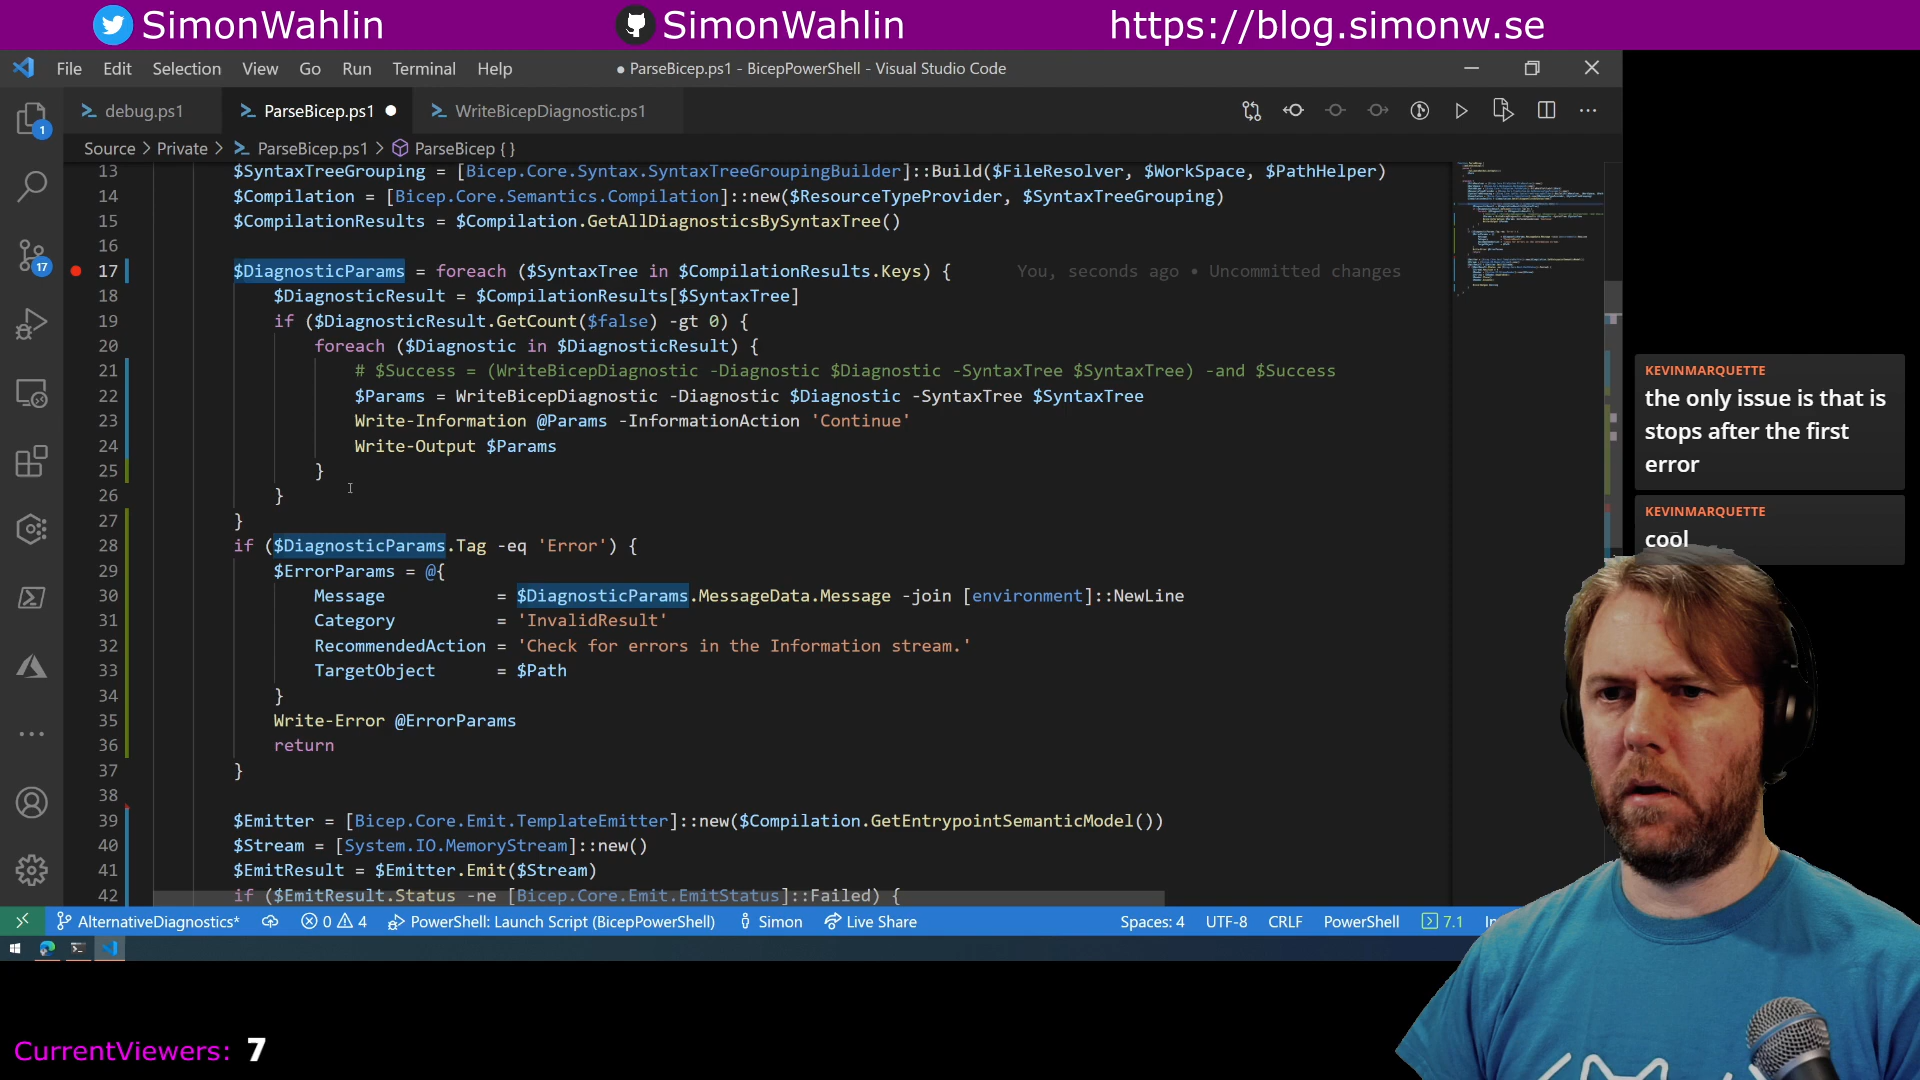 SimonWahlin SimonWahlin https://blog.simonw.se
File Edit Selection View Go Run Terminal Help ● ParseBicep.ps1 - BicepPowerShell - Visual Studio Code
debug.ps1 ParseBicep.ps1 ● WriteBicepDiagnostic.ps1
Source > Private > ParseBicep.ps1 > ParseBicep { }
13 $SyntaxTreeGrouping = [Bicep.Core.Syntax.SyntaxTreeGroupingBuilder]::Build($FileResolver, $WorkSpace, $PathHelper)
14 $Compilation = [Bicep.Core.Semantics.Compilation]::new($ResourceTypeProvider, $SyntaxTreeGrouping)
15 $CompilationResults = $Compilation.GetAllDiagnosticsBySyntaxTree()
16
17 $DiagnosticParams = foreach ($SyntaxTree in $CompilationResults.Keys) { You, seconds ago • Uncommitted changes
18 $DiagnosticResult = $CompilationResults[$SyntaxTree]
19 if ($DiagnosticResult.GetCount($false) -gt 0) {
20 foreach ($Diagnostic in $DiagnosticResult) {
21 # $Success = (WriteBicepDiagnostic -Diagnostic $Diagnostic -SyntaxTree $SyntaxTree) -and $Success
22 $Params = WriteBicepDiagnostic -Diagnostic $Diagnostic -SyntaxTree $SyntaxTree
23 Write-Information @Params -InformationAction 'Continue'
24 Write-Output $Params
25 }
26 }
27 }
28 if ($DiagnosticParams.Tag -eq 'Error') {
29 $ErrorParams = @{
30 Message = $DiagnosticParams.MessageData.Message -join [environment]::NewLine
31 Category = 'InvalidResult'
32 RecommendedAction = 'Check for errors in the Information stream.'
33 TargetObject = $Path
34 }
35 Write-Error @ErrorParams
36 return
37 }
38
39 $Emitter = [Bicep.Core.Emit.TemplateEmitter]::new($Compilation.GetEntrypointSemanticModel())
40 $Stream = [System.IO.MemoryStream]::new()
41 $EmitResult = $Emitter.Emit($Stream)
42 if ($EmitResult.Status -ne [Bicep.Core.Emit.EmitStatus]::Failed) {
1
17
KEVINMARQUETTE
the only issue is that is
stops after the first
error
KEVINMARQUETTE
cool
AlternativeDiagnostics* 0 4 PowerShell: Launch Script (BicepPowerShell) Simon Live Share Spaces: 4 UTF-8 CRLF PowerShell 7.1
CurrentViewers: 7